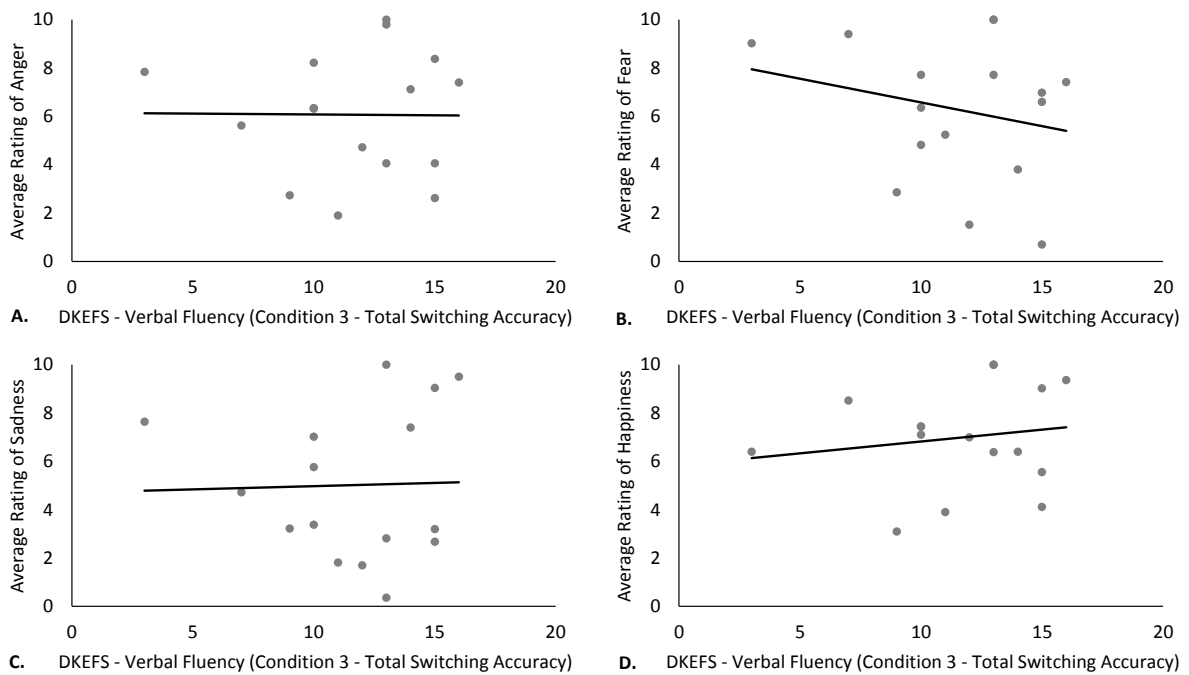 10
8
6
4
2
0
0 5 10 15 20
Average Rating of Anger
A. DKEFS - Verbal Fluency (Condition 3 - Total Switching Accuracy)
10
8
6
4
2
0
0 5 10 15 20
Average Rating of Fear
B. DKEFS - Verbal Fluency (Condition 3 - Total Switching Accuracy)
10
8
6
4
2
0
0 5 10 15 20
Average Rating of Sadness
C. DKEFS - Verbal Fluency (Condition 3 - Total Switching Accuracy)
10
8
6
4
2
0
0 5 10 15 20
Average Rating of Happiness
D. DKEFS - Verbal Fluency (Condition 3 - Total Switching Accuracy)